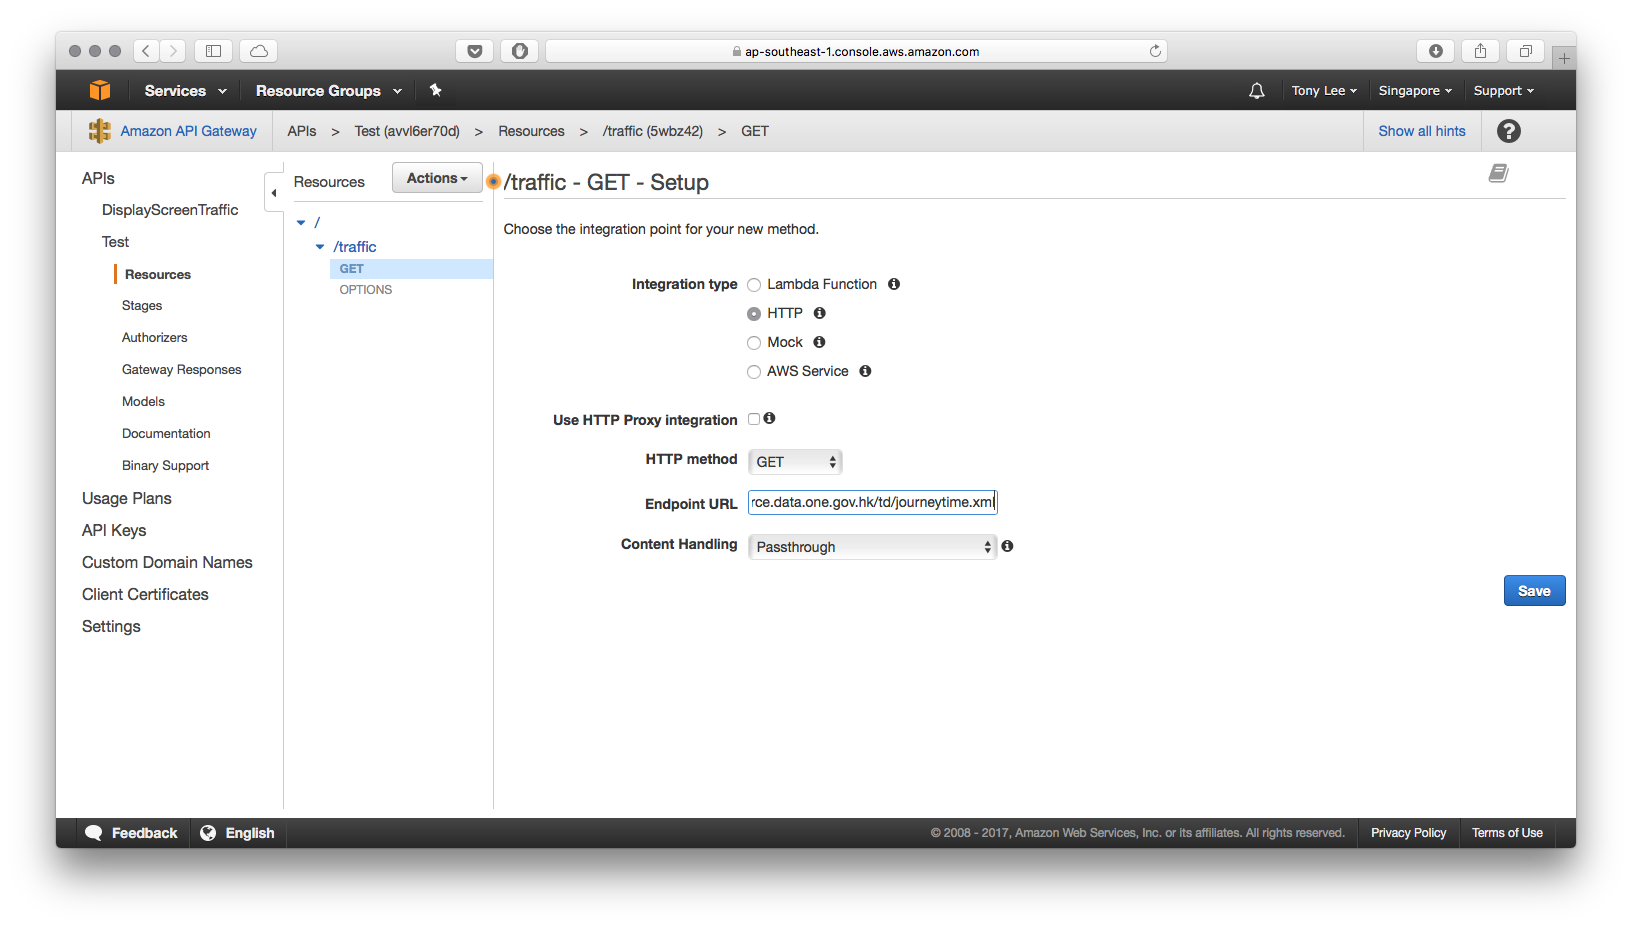 ap-southeast-1.console.aws.amazon.com
Services Resource Groups Tony Lee Singapore Support
Amazon API Gateway APIs > Test (avvl6er70d) > Resources > /traffic (5wbz42) > GET Show all hints ?
APIs
DisplayScreenTraffic
Test
Resources
Stages
Authorizers
Gateway Responses
Models
Documentation
Binary Support
Usage Plans
API Keys
Custom Domain Names
Client Certificates
Settings
Resources Actions
/
/traffic
GET
OPTIONS
/traffic - GET - Setup
Choose the integration point for your new method.
Integration type Lambda Function
HTTP
Mock
AWS Service
Use HTTP Proxy integration
HTTP method GET
Endpoint URL rce.data.one.gov.hk/td/journeytime.xml
Content Handling Passthrough
Save
Feedback English © 2008 - 2017, Amazon Web Services, Inc. or its affiliates. All rights reserved. Privacy Policy Terms of Use